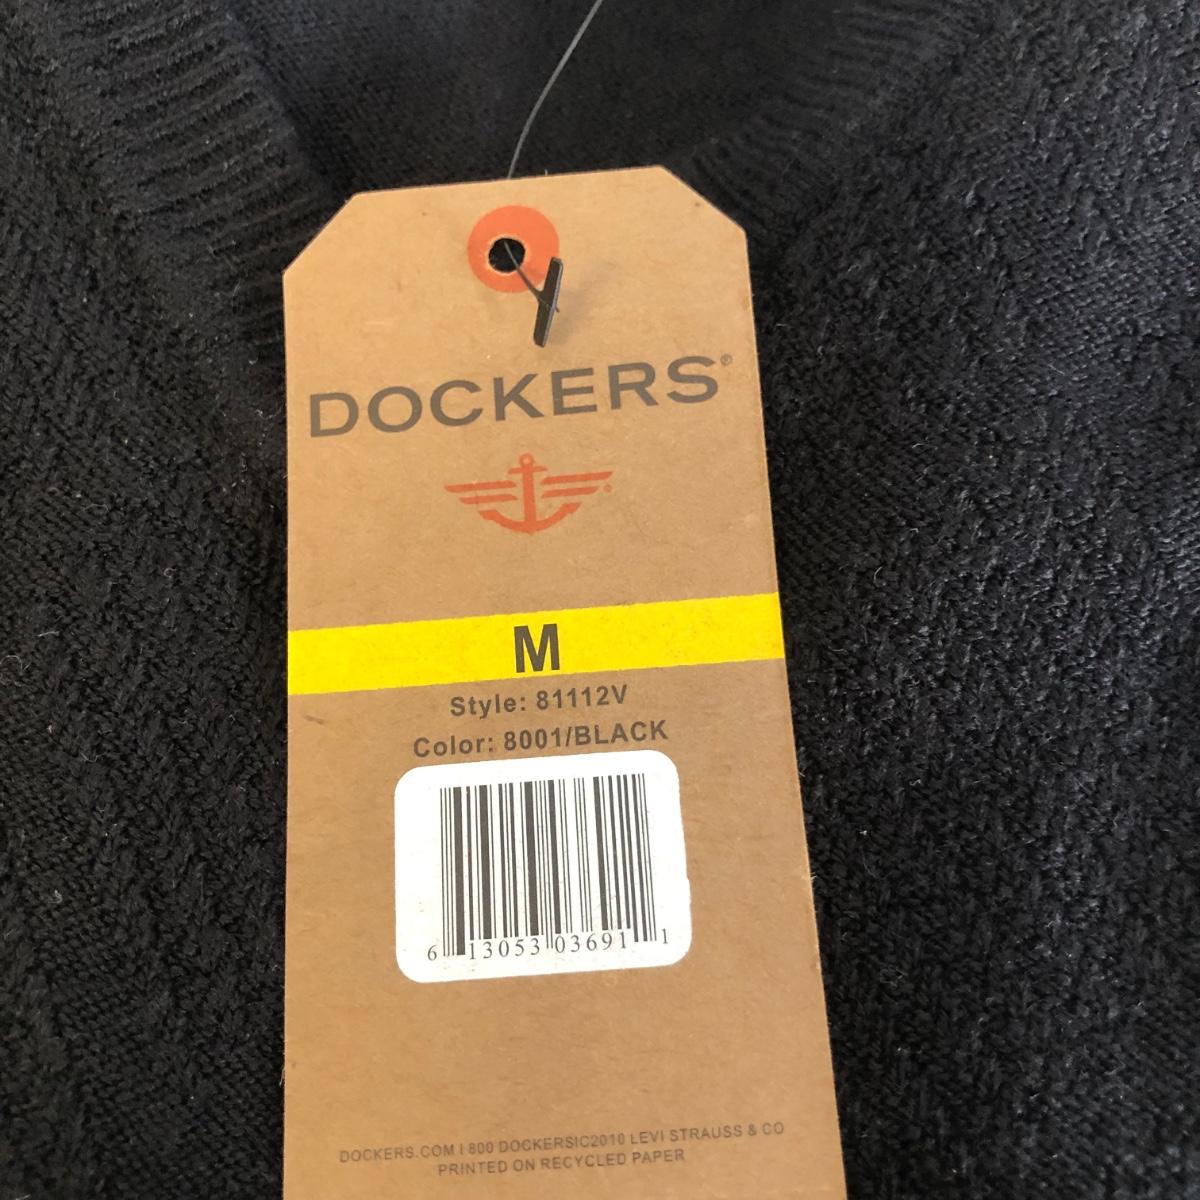 DOCKERS®
M
Style: 81112V
Color: 8001/BLACK
6 13053 03691 1
DOCKERS.COM I 800 DOCKERSIC2010 LEVI STRAUSS & CO
PRINTED ON RECYCLED PAPER